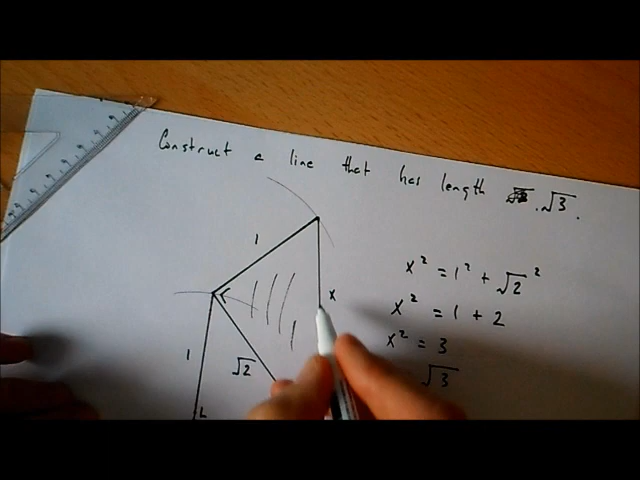 Construct a line that has length √3.
1
x
1
√2
x² = 1² + √2²
x² = 1 + 2
x² = 3
√3